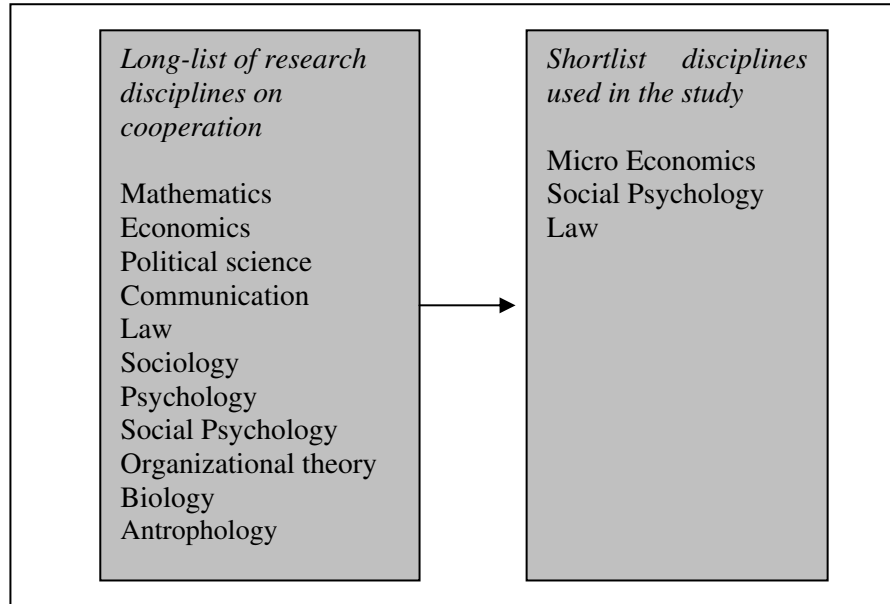 Long-list of research
disciplines on
cooperation
Mathematics
Economics
Political science
Communication
Law
Sociology
Psychology
Social Psychology
Organizational theory
Biology
Antrophology
Shortlist disciplines
used in the study
Micro Economics
Social Psychology
Law